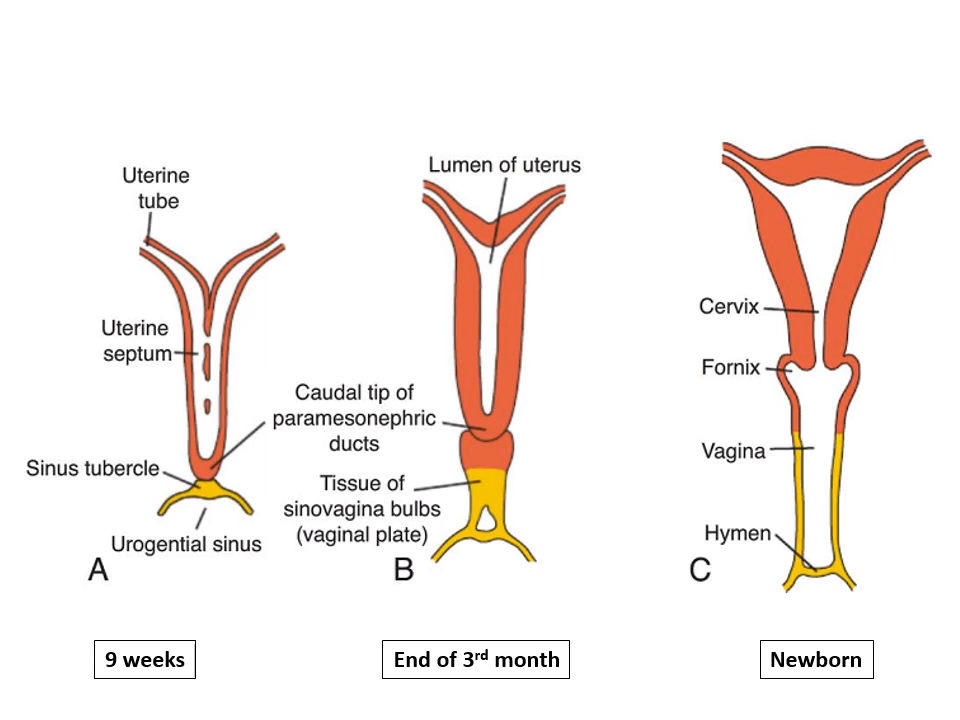 Uterine
tube
Uterine
septum
Sinus tubercle
Urogential sinus
A
9 weeks
Lumen of uterus
Caudal tip of
paramesonephric
ducts
Tissue of
sinovagina bulbs
(vaginal plate)
B
End of 3rd month
Cervix
Fornix
Vagina
Hymen
C
Newborn